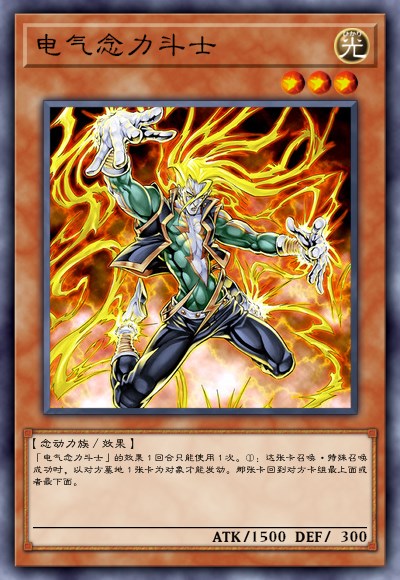 电气念力斗士
光
【念动力族／效果】
「电气念力斗士」的效果1回合只能使用1次。①：这张卡召唤·特殊召唤
成功时，以对方墓地1张卡为对象才能发动。那张卡回到对方卡组最上面或
者最下面。
ATK/1500 DEF/ 300